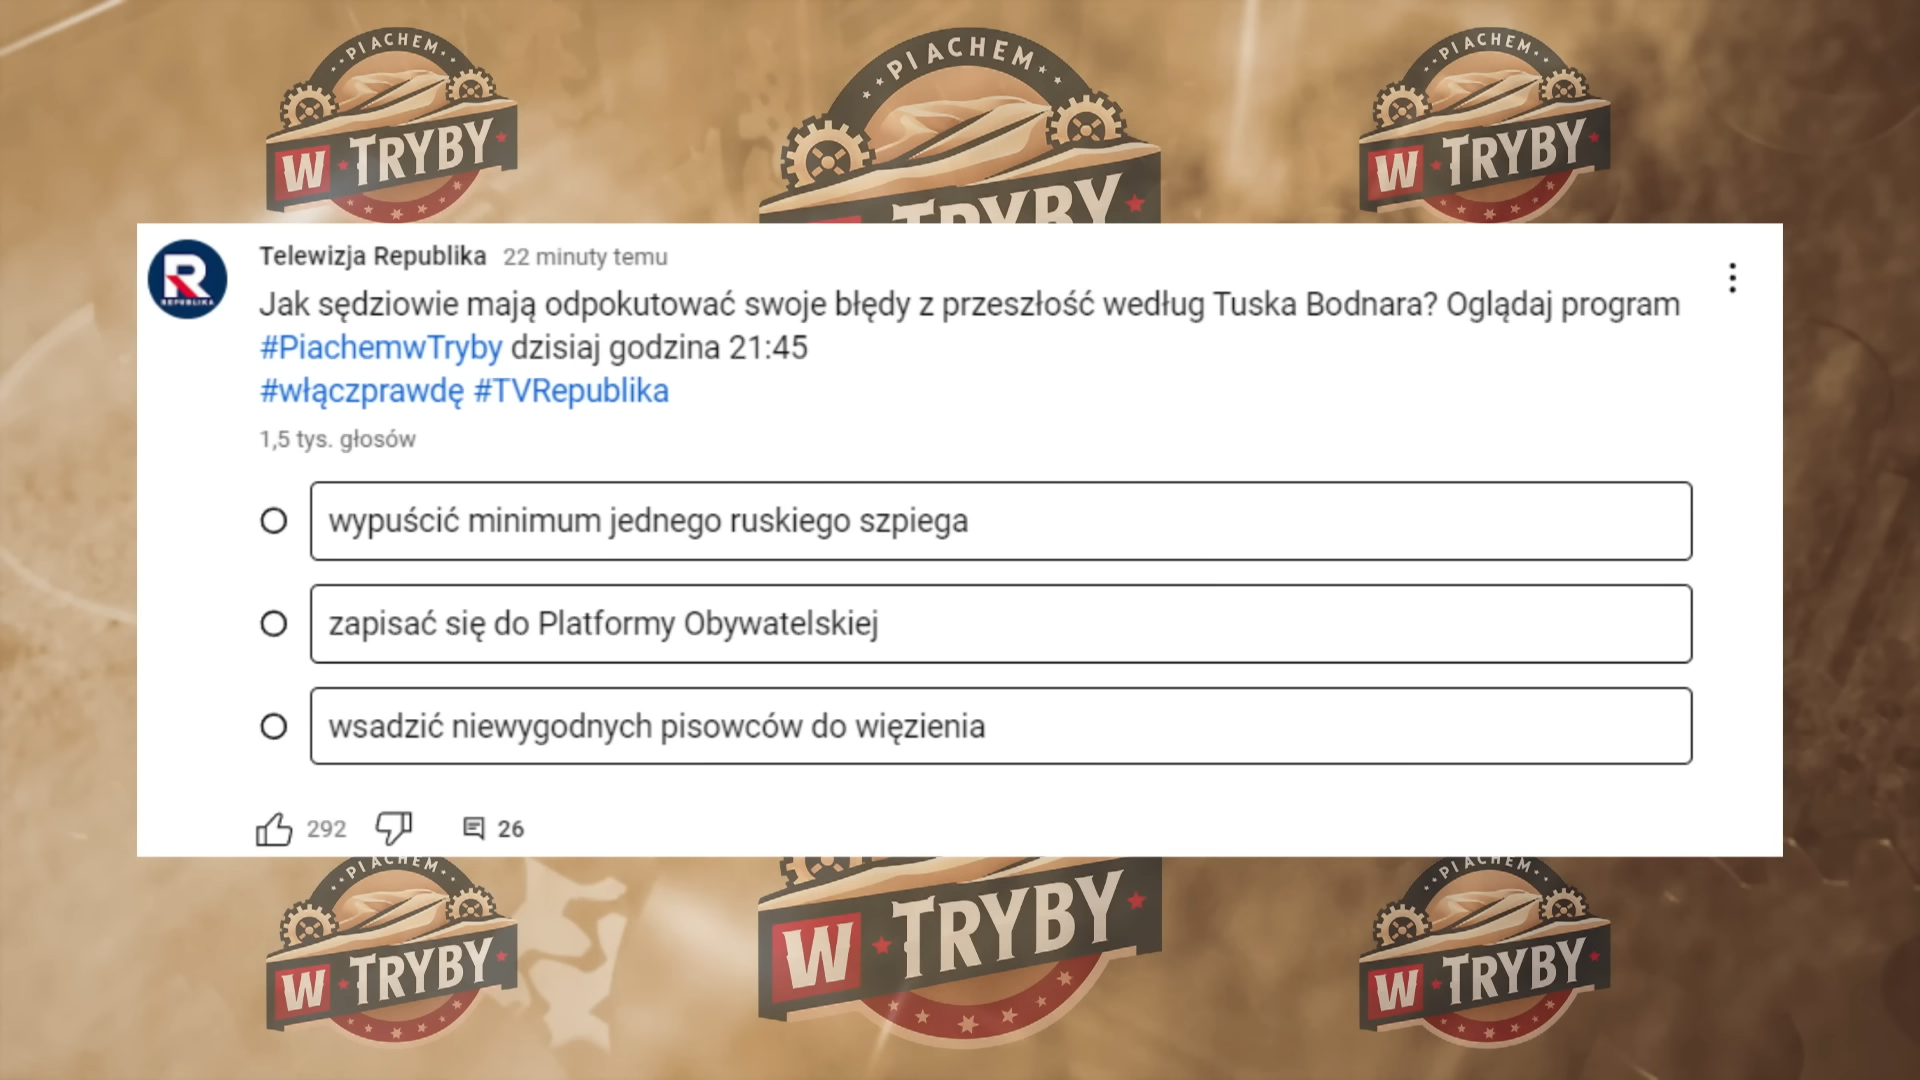 PIACHEM
W TRYBY
PIACHEM
TRYBY
PIACHEM
W TRYBY
REPUBLIKA
Telewizja Republika 22 minuty temu
Jak sędziowie mają odpokutować swoje błędy z przeszłość według Tuska Bodnara? Oglądaj program
#PiachemwTryby dzisiaj godzina 21:45
#włączprawdę #TVRepublika
1,5 tys. głosów
wypuścić minimum jednego ruskiego szpiega
zapisać się do Platformy Obywatelskiej
wsadzić niewygodnych pisowców do więzienia
292 26
PIACHEM
W TRYBY
W TRYBY
PIACHEM
W TRYBY